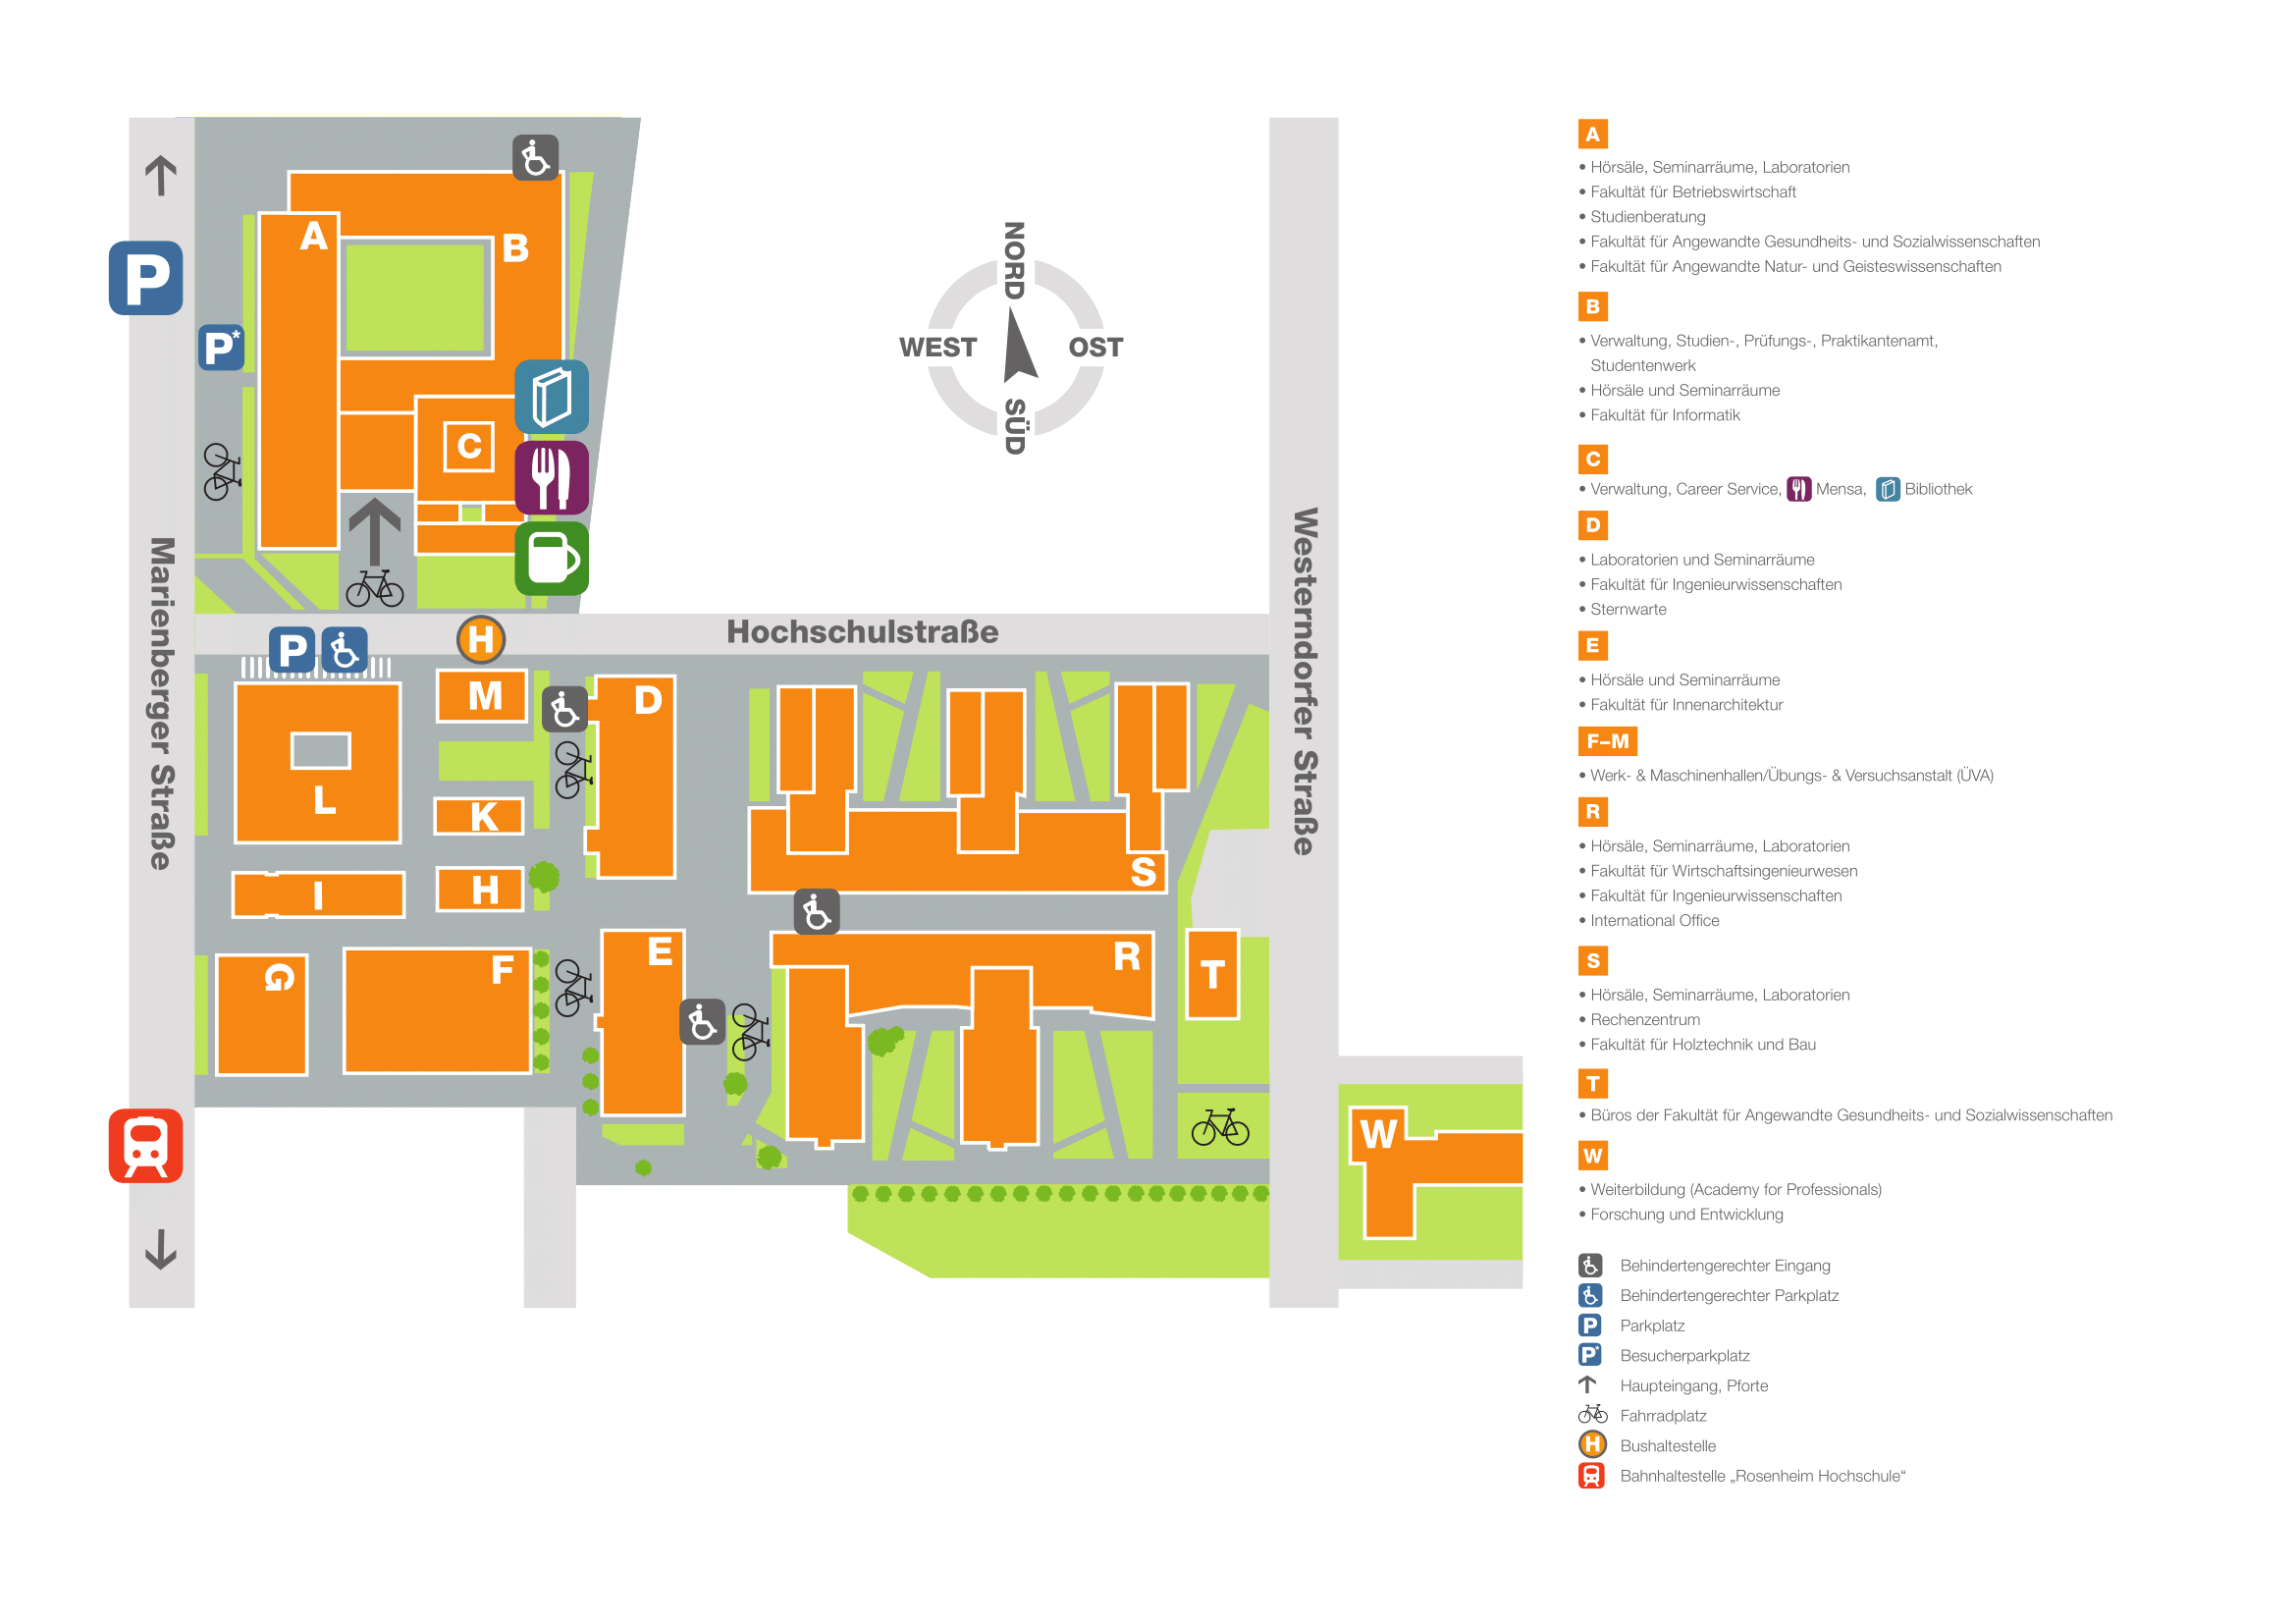 A
B
C
P
P*
NORD
WEST
OST
SÜD
Marienberger Straße
Hochschulstraße
Westerndorfer Straße
P
H
M
D
L
K
I
H
S
G
F
E
R
T
W
A
• Hörsäle, Seminarräume, Laboratorien
• Fakultät für Betriebswirtschaft
• Studienberatung
• Fakultät für Angewandte Gesundheits- und Sozialwissenschaften
• Fakultät für Angewandte Natur- und Geisteswissenschaften
B
• Verwaltung, Studien-, Prüfungs-, Praktikantenamt,
Studentenwerk
• Hörsäle und Seminarräume
• Fakultät für Informatik
C
• Verwaltung, Career Service, Mensa, Bibliothek
D
• Laboratorien und Seminarräume
• Fakultät für Ingenieurwissenschaften
• Sternwarte
E
• Hörsäle und Seminarräume
• Fakultät für Innenarchitektur
F–M
• Werk- & Maschinenhallen/Übungs- & Versuchsanstalt (ÜVA)
R
• Hörsäle, Seminarräume, Laboratorien
• Fakultät für Wirtschaftsingenieurwesen
• Fakultät für Ingenieurwissenschaften
• International Office
S
• Hörsäle, Seminarräume, Laboratorien
• Rechenzentrum
• Fakultät für Holztechnik und Bau
T
• Büros der Fakultät für Angewandte Gesundheits- und Sozialwissenschaften
W
• Weiterbildung (Academy for Professionals)
• Forschung und Entwicklung
Behindertengerechter Eingang
Behindertengerechter Parkplatz
P Parkplatz
P* Besucherparkplatz
Haupteingang, Pforte
Fahrradplatz
H Bushaltestelle
Bahnhaltestelle „Rosenheim Hochschule“